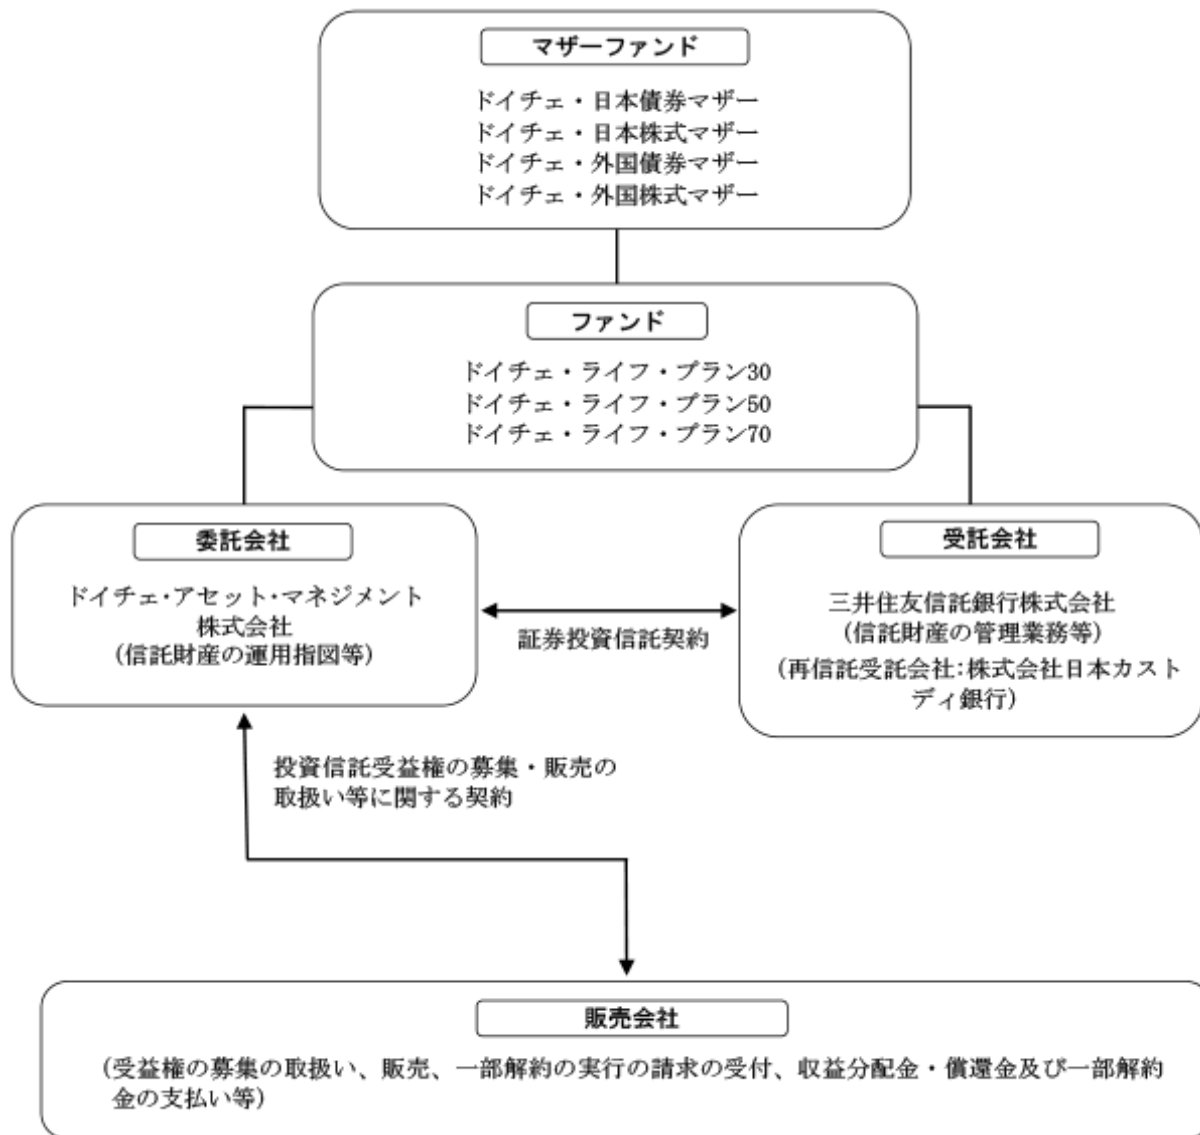 マザーファンド
ドイチェ・日本債券マザー
ドイチェ・日本株式マザー
ドイチェ・外国債券マザー
ドイチェ・外国株式マザー
ファンド
ドイチェ・ライフ・プラン30
ドイチェ・ライフ・プラン50
ドイチェ・ライフ・プラン70
委託会社
ドイチェ・アセット・マネジメント
株式会社
(信託財産の運用指図等)
証券投資信託契約
受託会社
三井住友信託銀行株式会社
(信託財産の管理業務等)
(再信託受託会社:株式会社日本カスト
ディ銀行)
投資信託受益権の募集・販売の
取扱い等に関する契約
販売会社
(受益権の募集の取扱い、販売、一部解約の実行の請求の受付、収益分配金・償還金及び一部解約
金の支払い等)